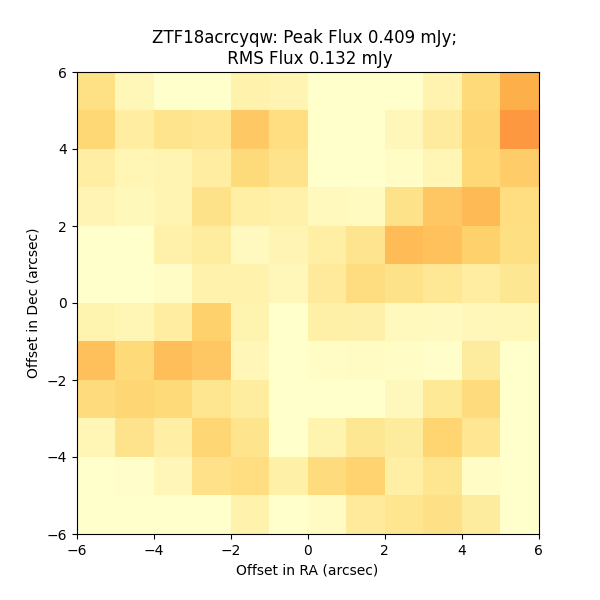 ZTF18acrcyqw: Peak Flux 0.409 mJy;
RMS Flux 0.132 mJy
6
4
2
0
−2
−4
−6
Offset in Dec (arcsec)
−6 −4 −2 0 2 4 6
Offset in RA (arcsec)